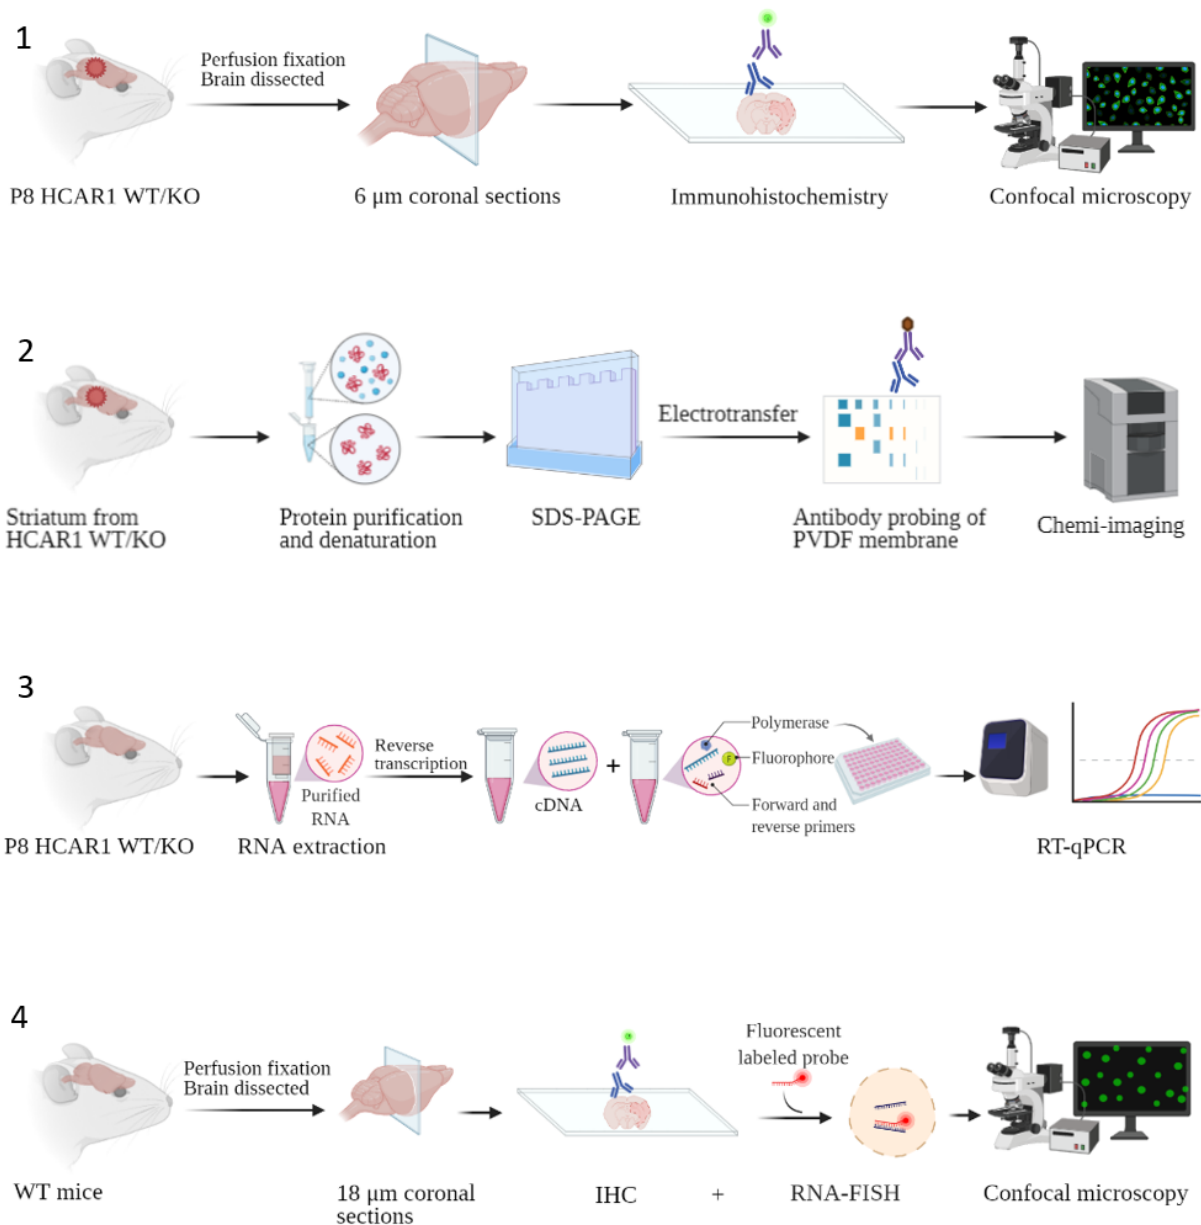 1
Perfusion fixation
Brain dissected
P8 HCAR1 WT/KO
6 μm coronal sections
Immunohistochemistry
Confocal microscopy
2
Electrotransfer
Striatum from
HCAR1 WT/KO
Protein purification
and denaturation
SDS-PAGE
Antibody probing of
PVDF membrane
Chemi-imaging
3
Reverse
transcription
Purified
RNA
cDNA
+
Polymerase
Fluorophore
F
Forward and
reverse primers
P8 HCAR1 WT/KO
RNA extraction
RT-qPCR
4
Perfusion fixation
Brain dissected
Fluorescent
labeled probe
WT mice
18 μm coronal
sections
IHC + RNA-FISH
Confocal microscopy